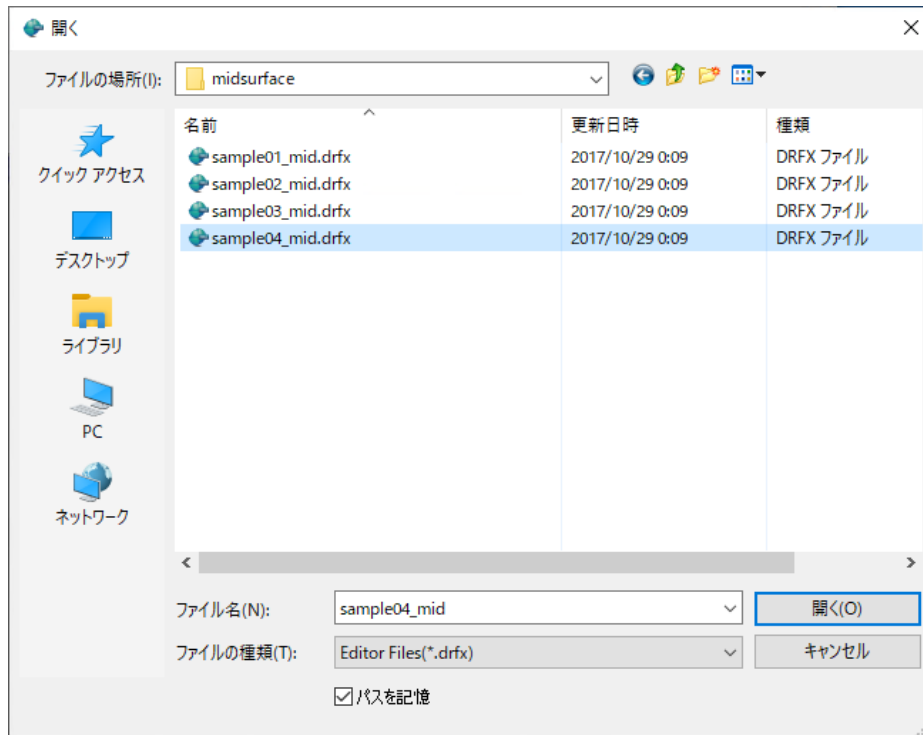 開く
ファイルの場所(I): midsurface
名前 更新日時 種類
sample01_mid.drfx 2017/10/29 0:09 DRFX ファイル
sample02_mid.drfx 2017/10/29 0:09 DRFX ファイル
sample03_mid.drfx 2017/10/29 0:09 DRFX ファイル
sample04_mid.drfx 2017/10/29 0:09 DRFX ファイル
クイック アクセス
デスクトップ
ライブラリ
PC
ネットワーク
ファイル名(N): sample04_mid 開く(O)
ファイルの種類(T): Editor Files(*.drfx) キャンセル
パスを記憶